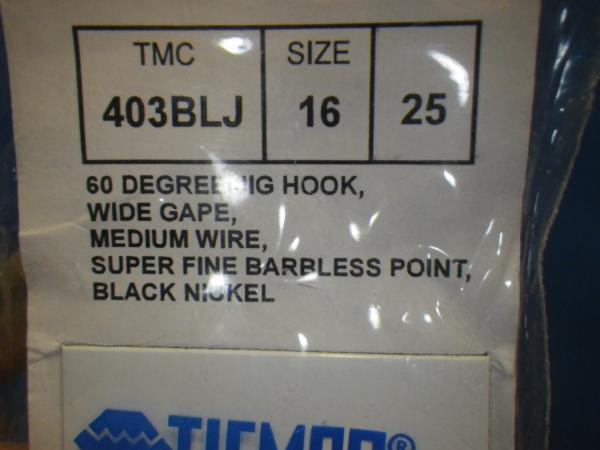 TMC SIZE
403BLJ 16 25
60 DEGREE JIG HOOK,
WIDE GAPE,
MEDIUM WIRE,
SUPER FINE BARBLESS POINT,
BLACK NICKEL
TIEMCO®